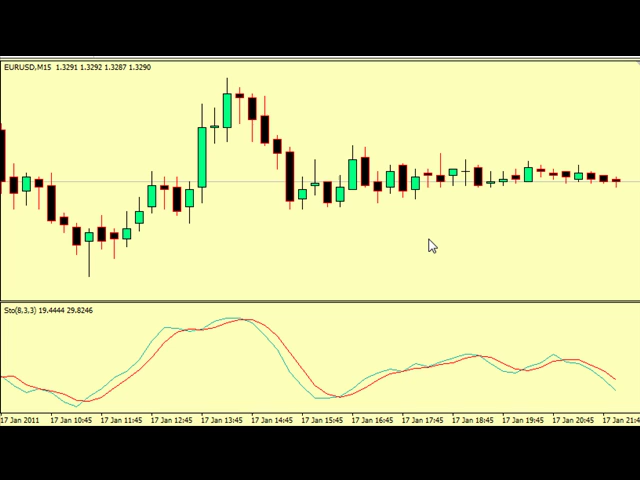 EURUSD,M15 1.3291 1.3292 1.3287 1.3290
Sto(8,3,3) 19.4444 29.8246
17 Jan 2011 17 Jan 10:45 17 Jan 11:45 17 Jan 12:45 17 Jan 13:45 17 Jan 14:45 17 Jan 15:45 17 Jan 16:45 17 Jan 17:45 17 Jan 18:45 17 Jan 19:45 17 Jan 20:45 17 Jan 21:4